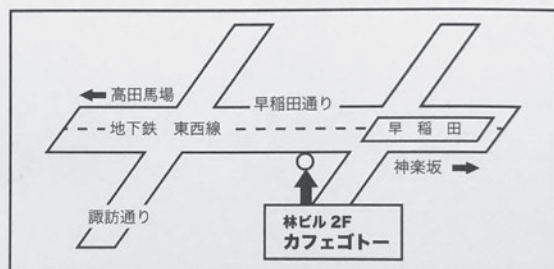 高田馬場
早稲田通り
地下鉄 東西線
早稲田
神楽坂
諏訪通り
林ビル 2F
カフェゴトー